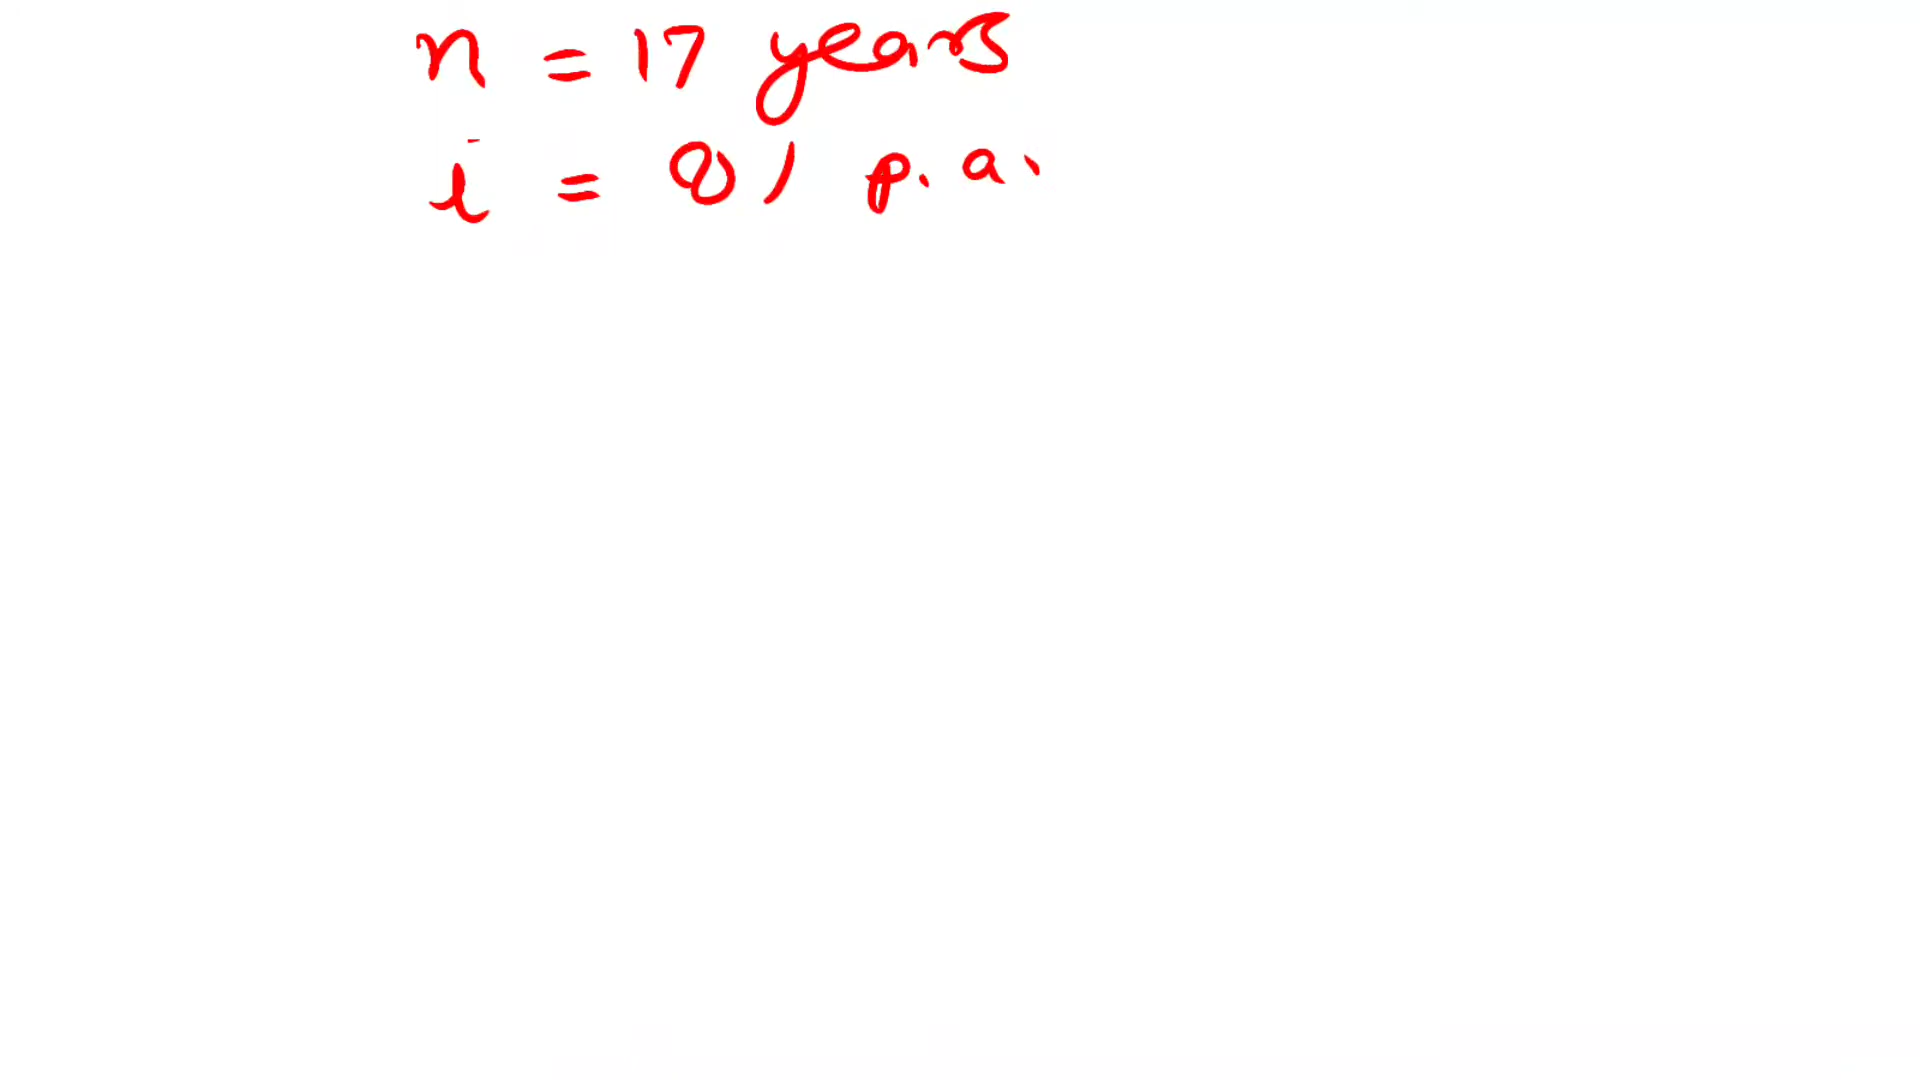 n = 17 years
i = 8/ p.a.